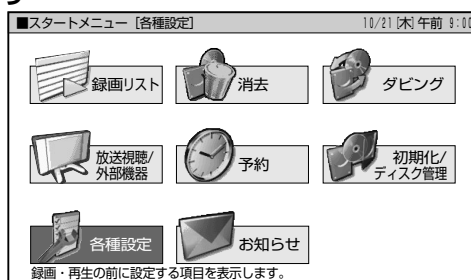 ■スタートメニュー［各種設定］ 10/21[木]午前 9:00
録画リスト 消去 ダビング
放送視聴/
外部機器
予約
初期化/
ディスク管理
各種設定 お知らせ
録画・再生の前に設定する項目を表示します。